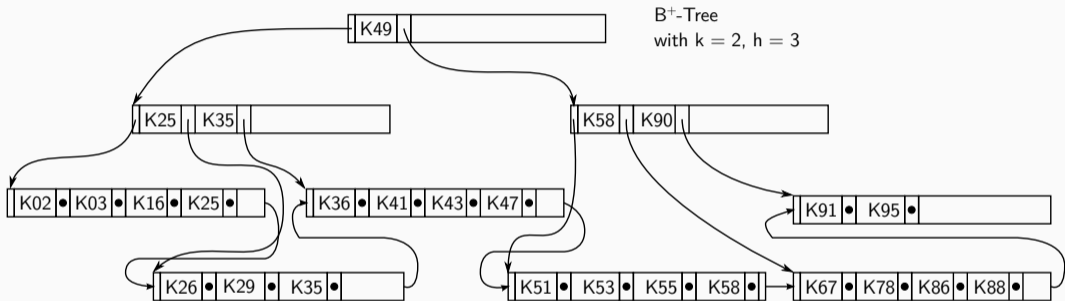 B⁺-Tree
with k = 2, h = 3
K49
K25 K35
K58 K90
K02 K03 K16 K25
K36 K41 K43 K47
K91 K95
K26 K29 K35
K51 K53 K55 K58
K67 K78 K86 K88